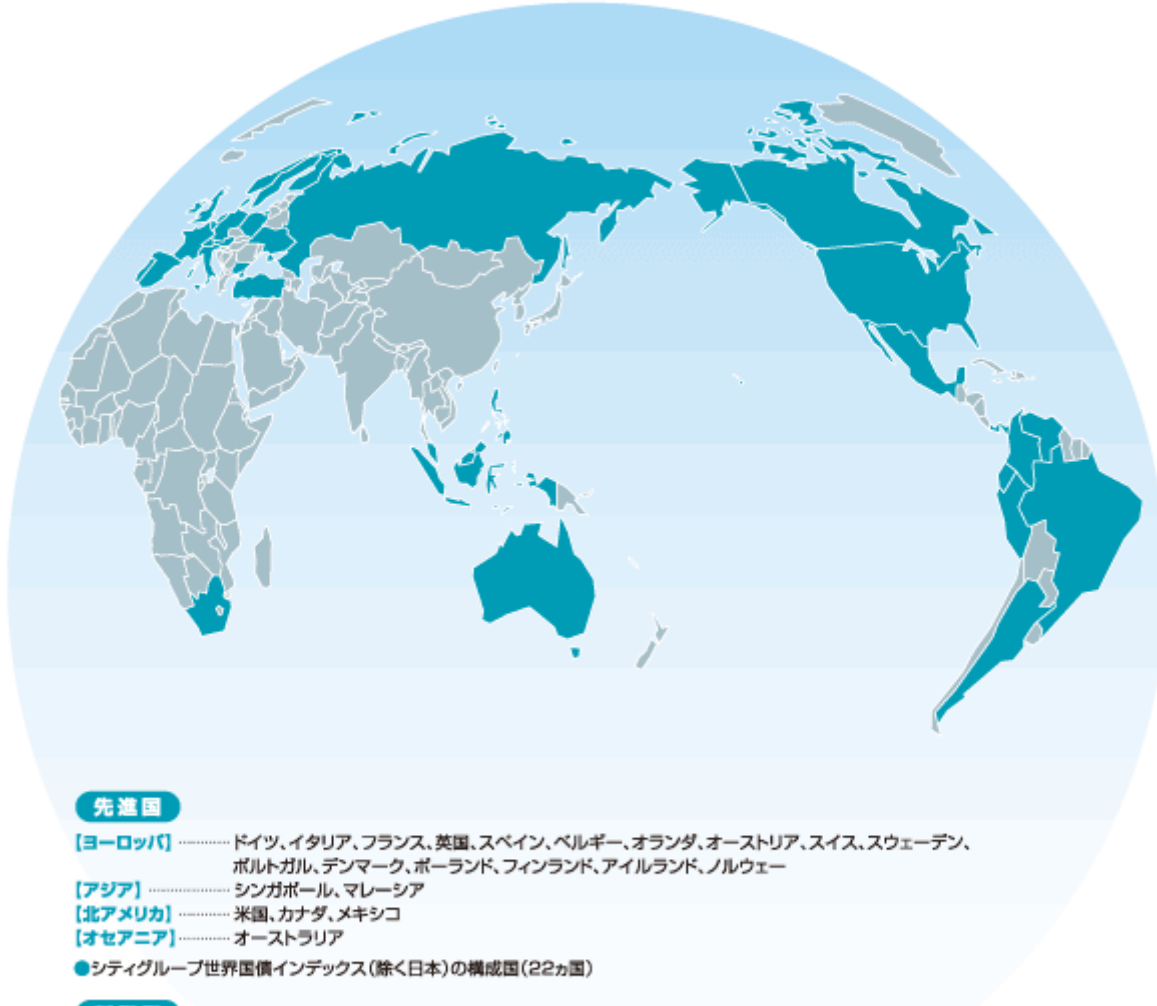 先進国
【ヨーロッパ】 ………… ドイツ、イタリア、フランス、英国、スペイン、ベルギー、オランダ、オーストリア、スイス、スウェーデン、
ポルトガル、デンマーク、ポーランド、フィンランド、アイルランド、ノルウェー
【アジア】 ………………… シンガポール、マレーシア
【北アメリカ】 ………… 米国、カナダ、メキシコ
【オセアニア】 ………… オーストラリア
●シティグループ世界国債インデックス(除く日本)の構成国(22ヵ国)